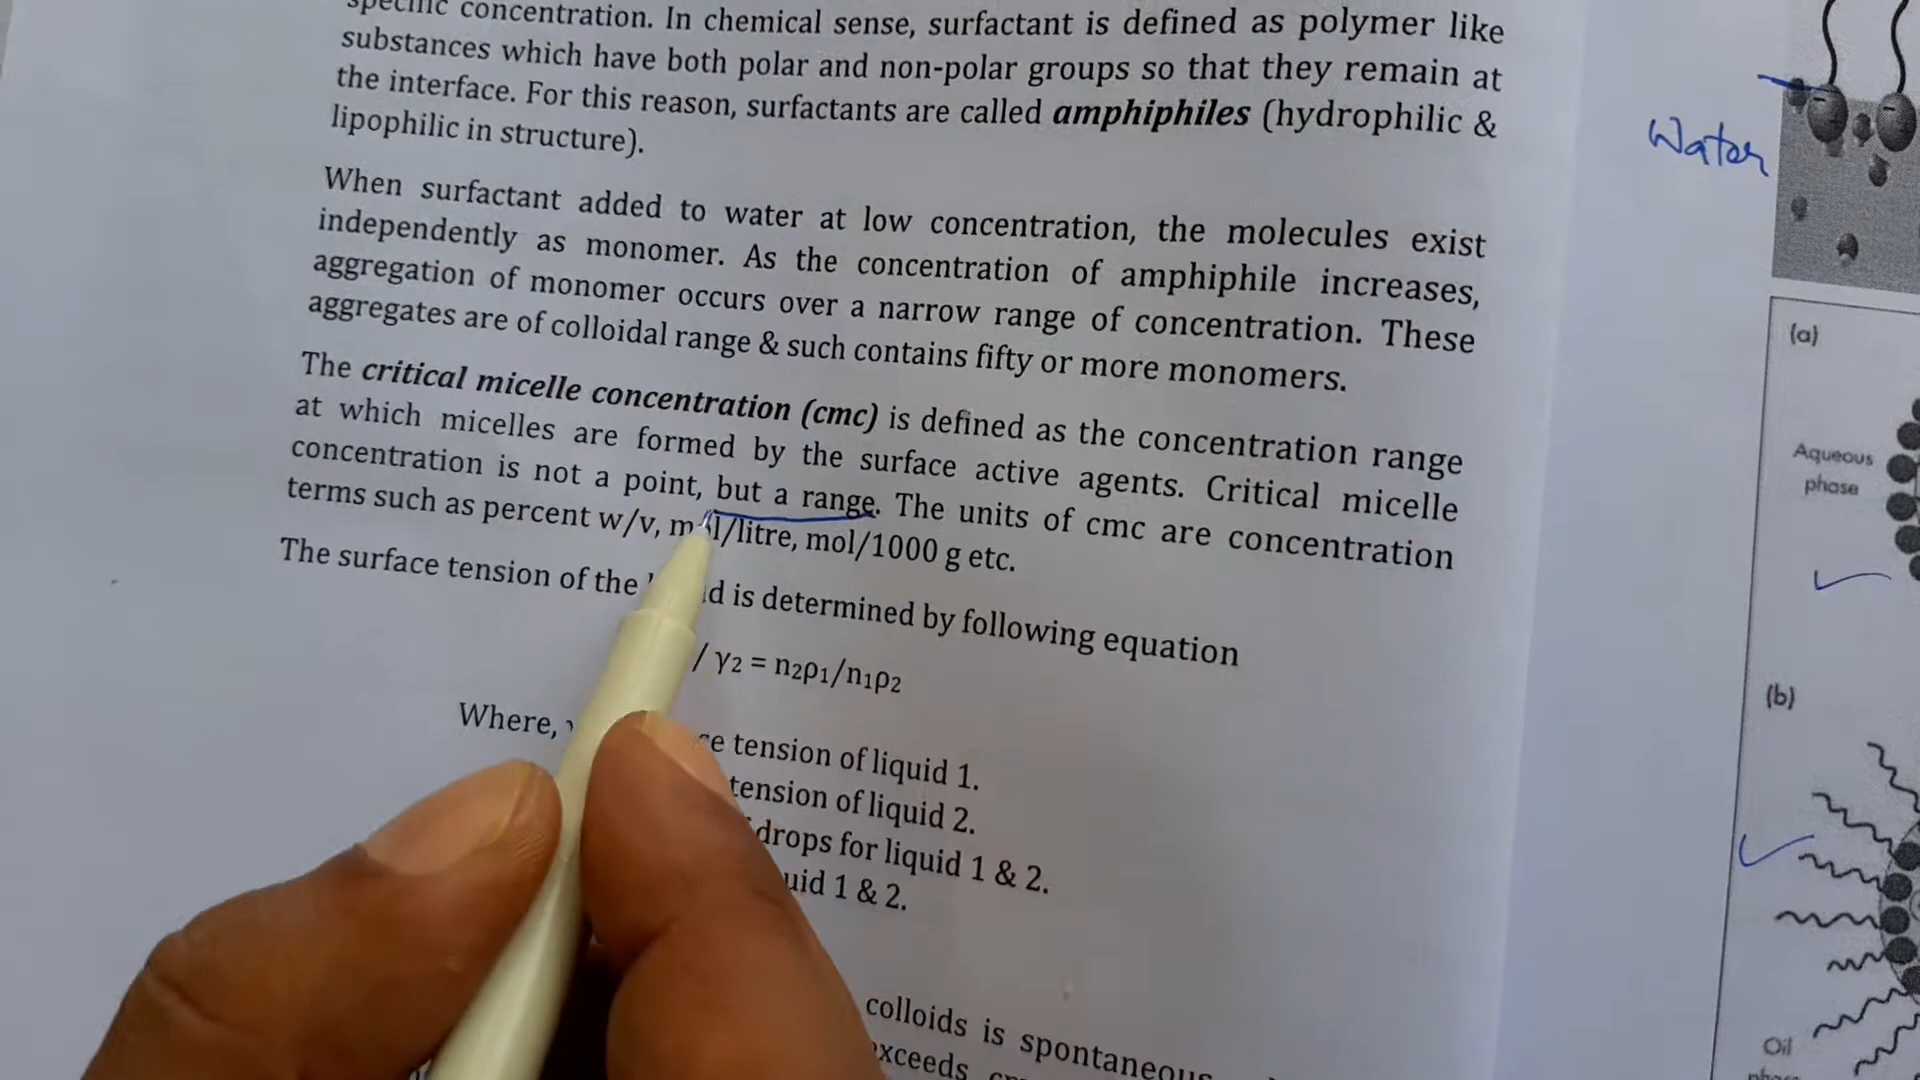 specific concentration. In chemical sense, surfactant is defined as polymer like
substances which have both polar and non-polar groups so that they remain at
the interface. For this reason, surfactants are called amphiphiles (hydrophilic &
lipophilic in structure).
When surfactant added to water at low concentration, the molecules exist
independently as monomer. As the concentration of amphiphile increases,
aggregation of monomer occurs over a narrow range of concentration. These
aggregates are of colloidal range & such contains fifty or more monomers.
The critical micelle concentration (cmc) is defined as the concentration range
at which micelles are formed by the surface active agents. Critical micelle
concentration is not a point, but a range. The units of cmc are concentration
terms such as percent w/v, mol/litre, mol/1000 g etc.
The surface tension of the is determined by following equation
/ γ2 = n2ρ1/n1ρ2
Where,
tension of liquid 1.
tension of liquid 2.
drops for liquid 1 & 2.
1 & 2.
colloids is spontaneous
exceeds
Water
(a)
Aqueous
phase
(b)
Oil
phase